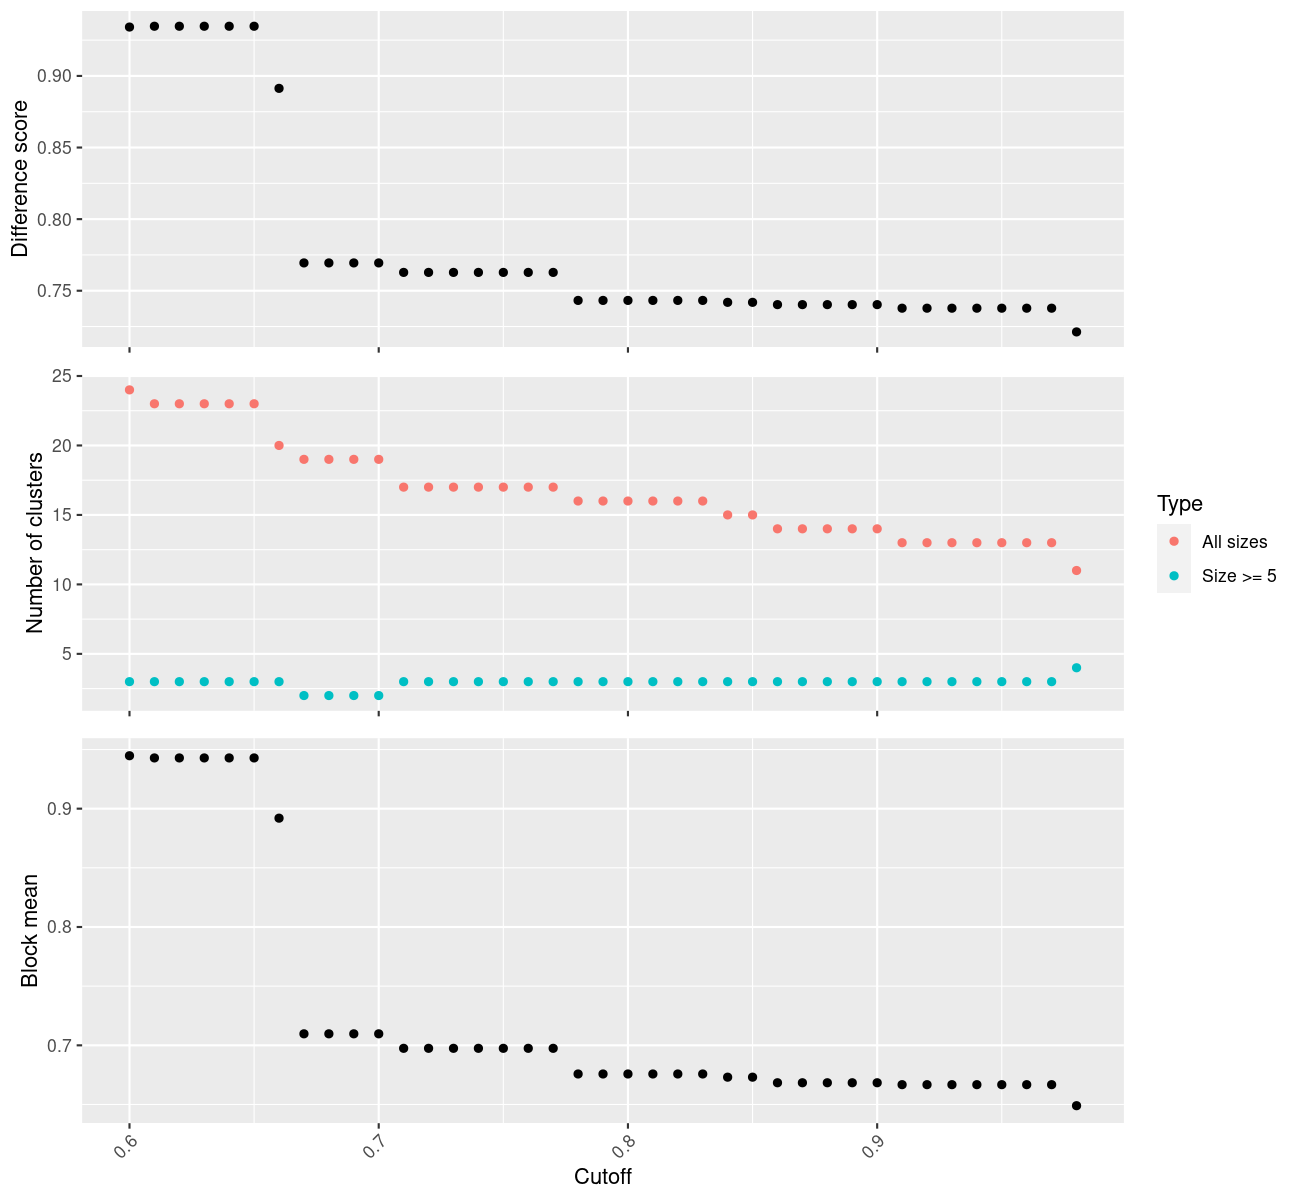 Difference score
0.90
0.85
0.80
0.75
Number of clusters
25
20
15
10
5
Type
All sizes
Size >= 5
Block mean
0.9
0.8
0.7
0.6 0.7 0.8 0.9
Cutoff